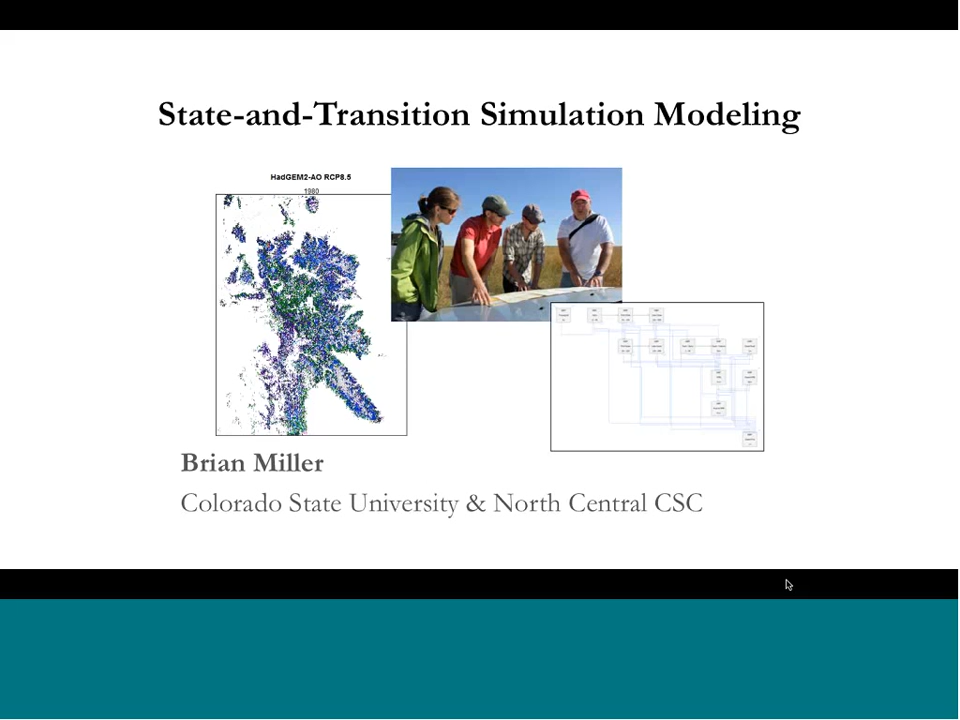 State-and-Transition Simulation Modeling
HadGEM2-AO RCP8.5
1980
Brian Miller
Colorado State University & North Central CSC